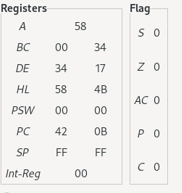 Registers Flag
A 58 S 0
BC 00 34
DE 34 17 Z 0
HL 58 4B
PSW 00 00 AC 0
PC 42 0B P 0
SP FF FF
Int-Reg 00 C 0